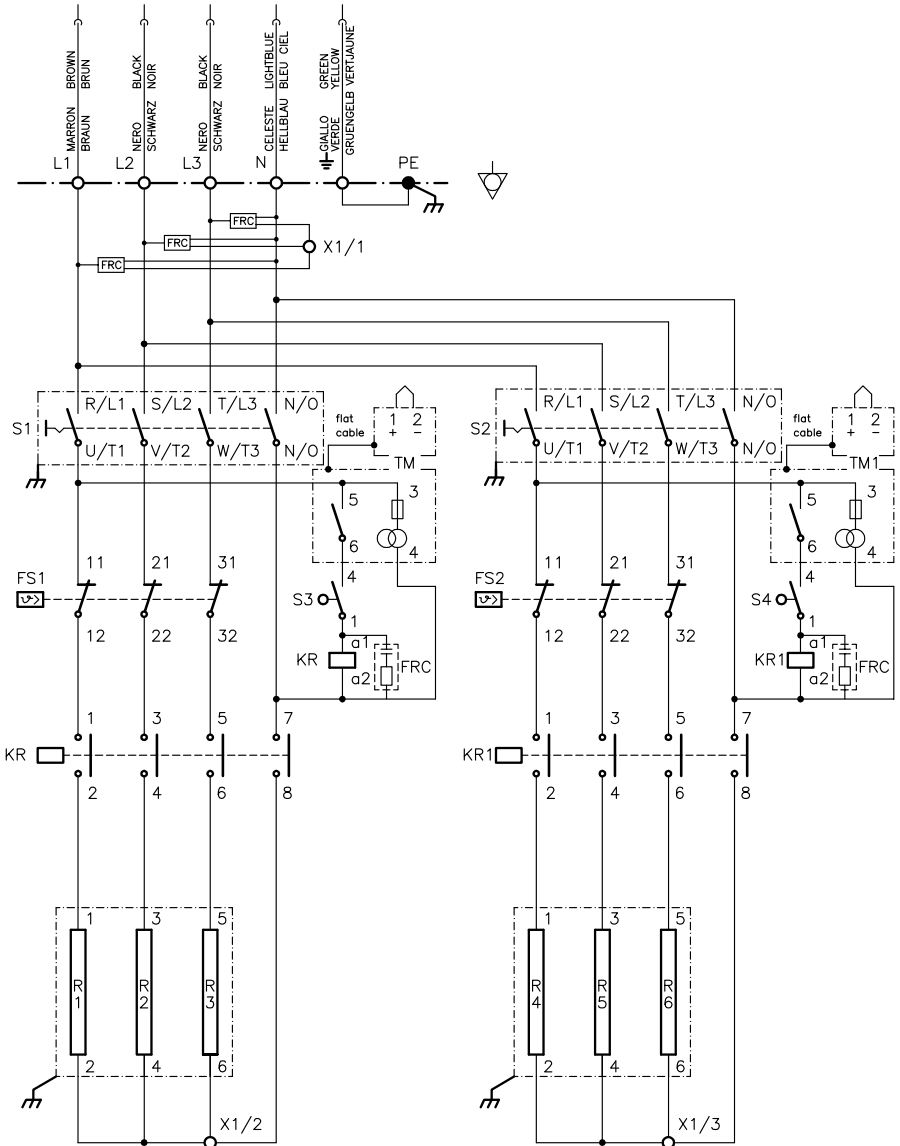 MARRON BROWN
BRAUN BRUN
NERO BLACK
SCHWARZ NOIR
NERO BLACK
SCHWARZ NOIR
CELESTE LIGHTBLUE
HELLBLAU BLEU CIEL
GIALLO GREEN
VERDE YELLOW
GRUENGELB VERTJAUNE
L1 L2 L3 N PE
FRC
FRC X1/1
FRC
R/L1 S/L2 T/L3 N/O
S1
U/T1 V/T2 W/T3 N/O
flat
cable
1 2
+ −
TM
R/L1 S/L2 T/L3 N/O
S2
U/T1 V/T2 W/T3 N/O
flat
cable
1 2
+ −
TM1
5 3
6 4
5 3
6 4
11 21 31
FS1
12 22 32
4
S3
1
a1
KR FRC
a2
11 21 31
FS2
12 22 32
4
S4
1
a1
KR1 FRC
a2
1 3 5 7
KR
2 4 6 8
1 3 5 7
KR1
2 4 6 8
1 3 5
R1 R2 R3
2 4 6
X1/2
1 3 5
R4 R5 R6
2 4 6
X1/3